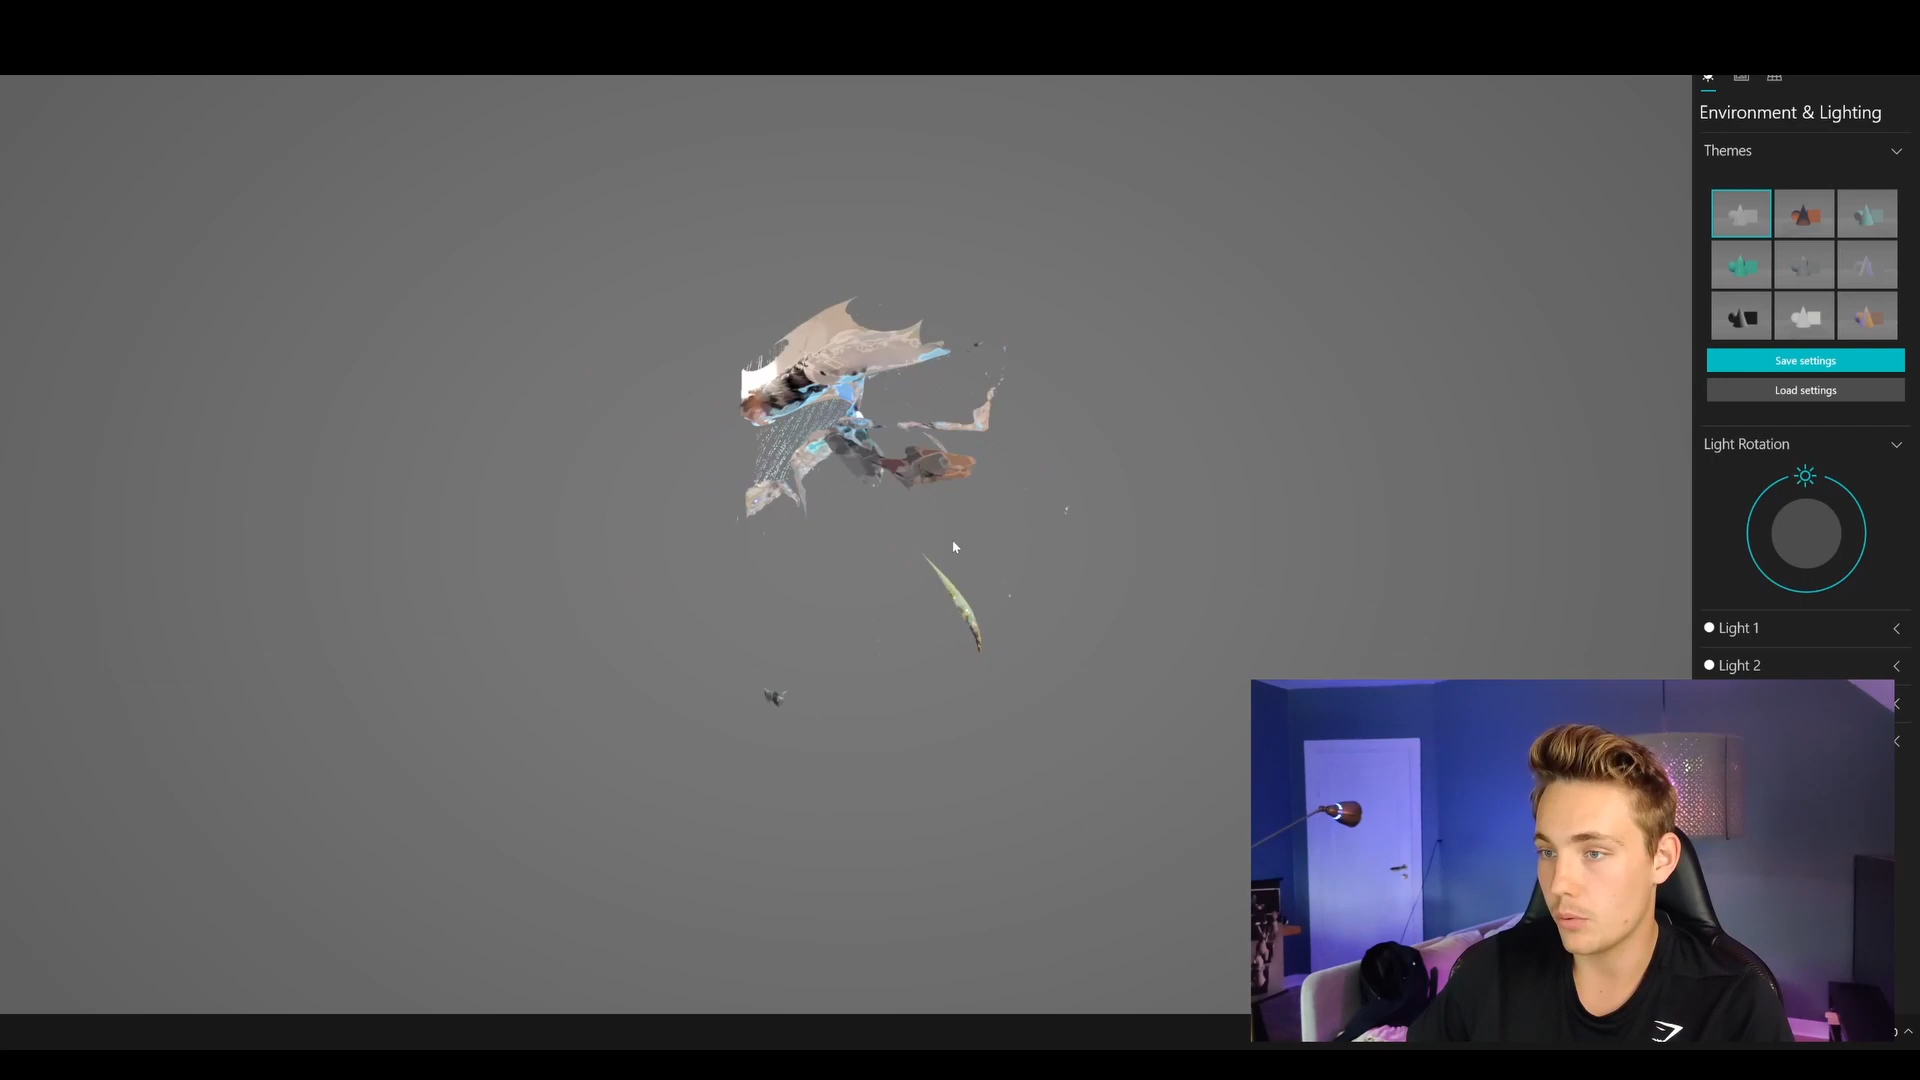 Environment & Lighting
Themes
Save settings
Load settings
Light Rotation
Light 1
Light 2